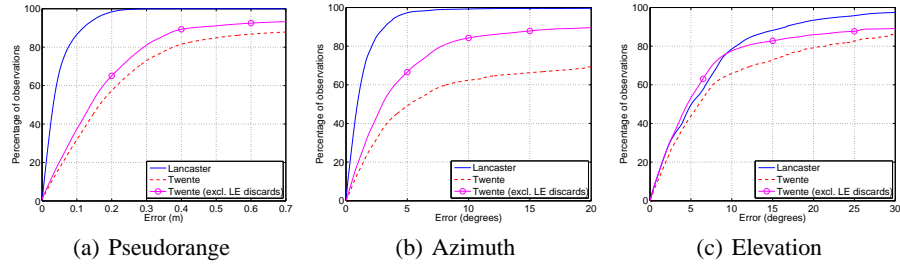 Percentage of observations
100
80
60
40
20
0
0 0.1 0.2 0.3 0.4 0.5 0.6 0.7
Error (m)
Lancaster
Twente
Twente (excl. LE discards)
(a) Pseudorange
Percentage of observations
100
80
60
40
20
0
0 5 10 15 20
Error (degrees)
Lancaster
Twente
Twente (excl. LE discards)
(b) Azimuth
Percentage of observations
100
80
60
40
20
0
0 5 10 15 20 25 30
Error (degrees)
Lancaster
Twente
Twente (excl. LE discards)
(c) Elevation